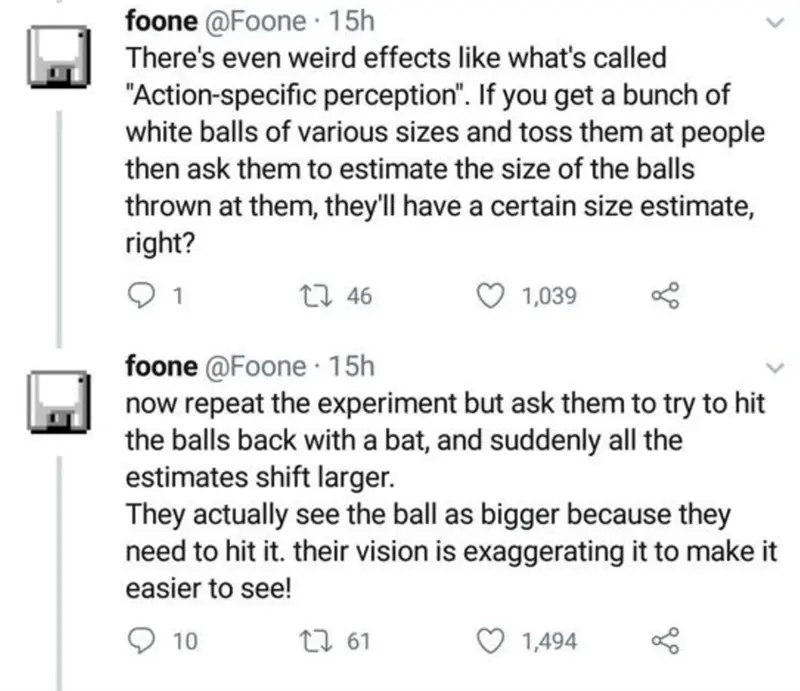 foone @Foone · 15h
There's even weird effects like what's called
"Action-specific perception". If you get a bunch of
white balls of various sizes and toss them at people
then ask them to estimate the size of the balls
thrown at them, they'll have a certain size estimate,
right?
1 46 1,039
foone @Foone · 15h
now repeat the experiment but ask them to try to hit
the balls back with a bat, and suddenly all the
estimates shift larger.
They actually see the ball as bigger because they
need to hit it. their vision is exaggerating it to make it
easier to see!
10 61 1,494